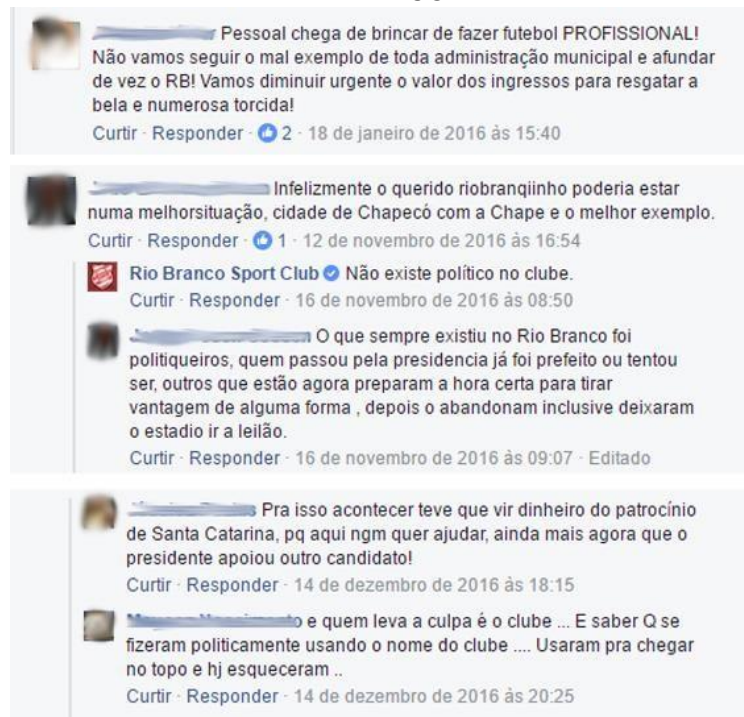 Pessoal chega de brincar de fazer futebol PROFISSIONAL!
Não vamos seguir o mal exemplo de toda administração municipal e afundar
de vez o RB! Vamos diminuir urgente o valor dos ingressos para resgatar a
bela e numerosa torcida!
Curtir · Responder · 2 · 18 de janeiro de 2016 às 15:40
Infelizmente o querido riobranqiinho poderia estar
numa melhorsituação, cidade de Chapecó com a Chape e o melhor exemplo.
Curtir · Responder · 1 · 12 de novembro de 2016 às 16:54
Rio Branco Sport Club Não existe político no clube.
Curtir · Responder · 16 de novembro de 2016 às 08:50
O que sempre existiu no Rio Branco foi
politiqueiros, quem passou pela presidencia já foi prefeito ou tentou
ser, outros que estão agora preparam a hora certa para tirar
vantagem de alguma forma , depois o abandonam inclusive deixaram
o estadio ir a leilão.
Curtir · Responder · 16 de novembro de 2016 às 09:07 · Editado
Pra isso acontecer teve que vir dinheiro do patrocínio
de Santa Catarina, pq aqui ngm quer ajudar, ainda mais agora que o
presidente apoiou outro candidato!
Curtir · Responder · 14 de dezembro de 2016 às 18:15
e quem leva a culpa é o clube ... E saber Q se
fizeram politicamente usando o nome do clube .... Usaram pra chegar
no topo e hj esqueceram ..
Curtir · Responder · 14 de dezembro de 2016 às 20:25